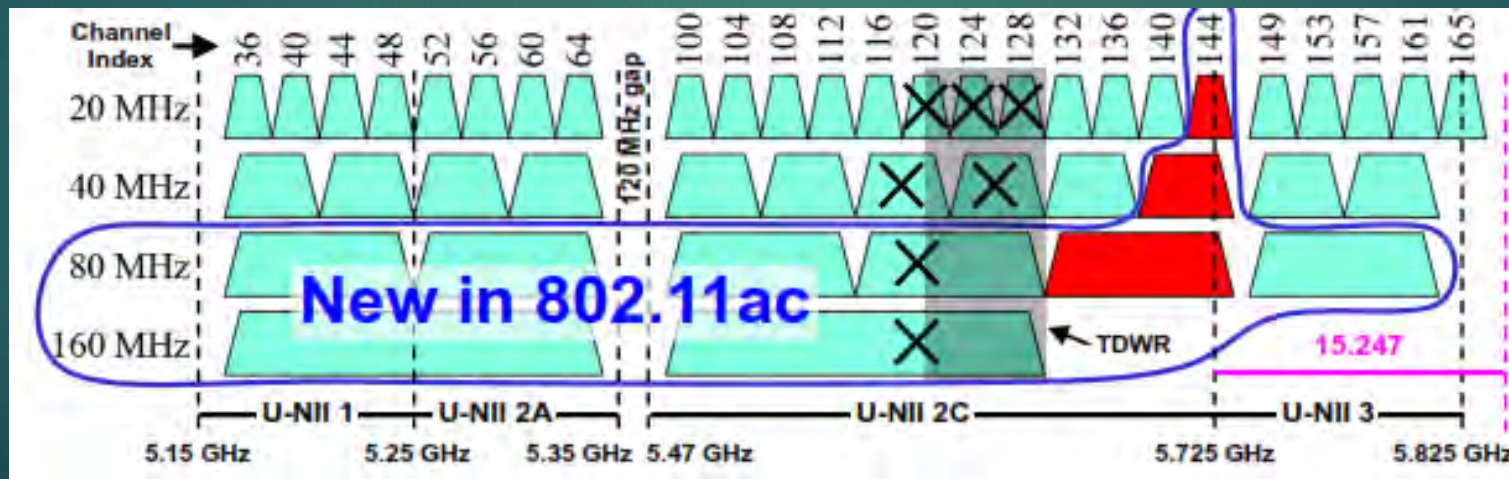 Channel
Index
36 40 44 48 52 56 60 64 100 104 108 112 116 120 124 128 132 136 140 144 149 153 157 161 165
20 MHz
120 MHz gap
40 MHz
80 MHz
New in 802.11ac
160 MHz
TDWR
15.247
U-NII 1 U-NII 2A U-NII 2C U-NII 3
5.15 GHz 5.25 GHz 5.35 GHz 5.47 GHz 5.725 GHz 5.825 GHz